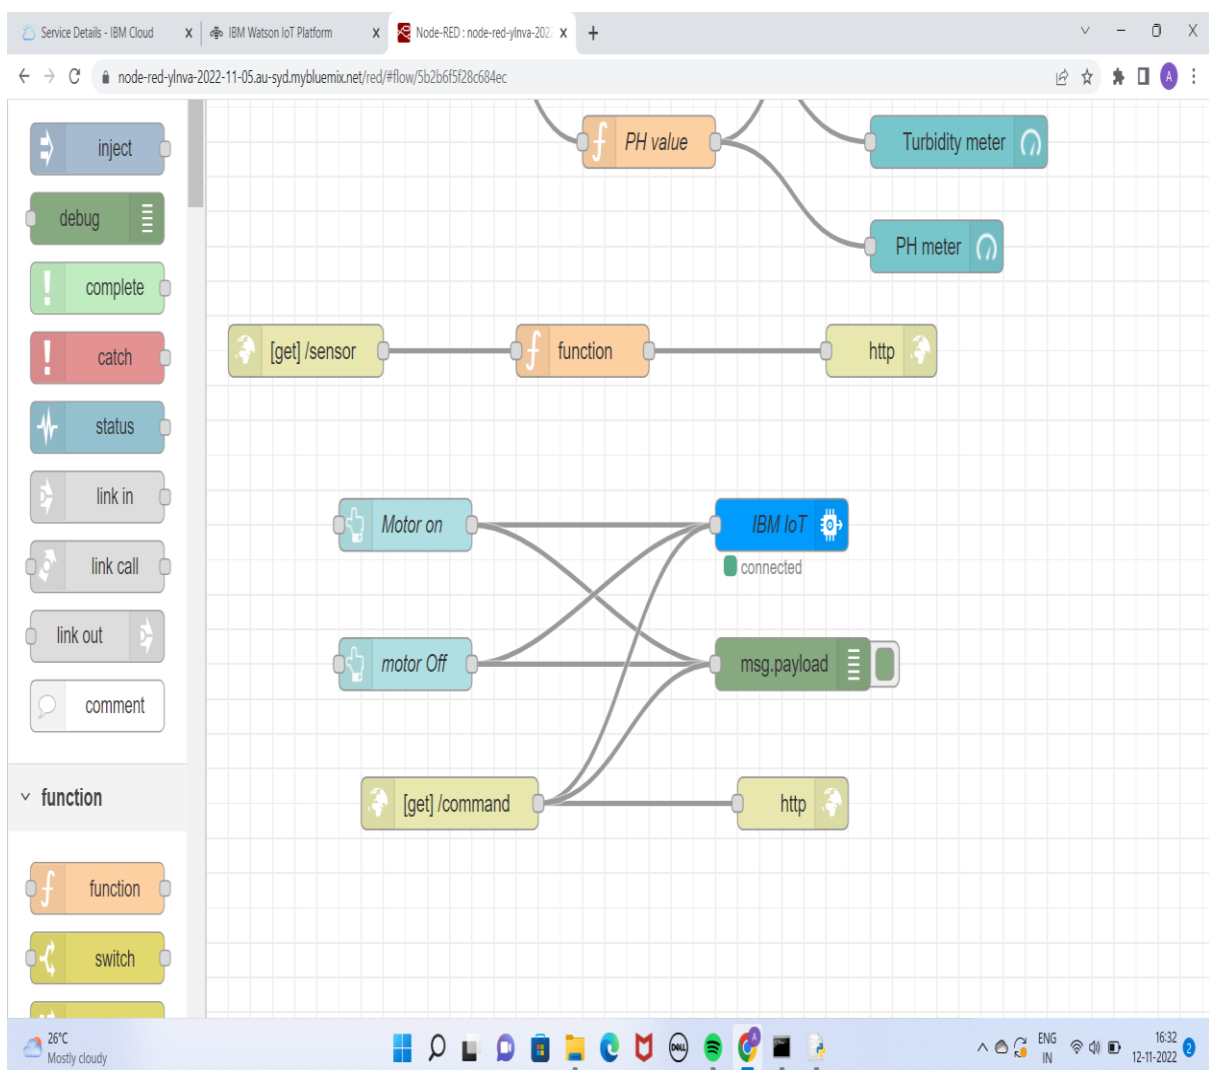 Service Details - IBM Cloud
IBM Watson IoT Platform
Node-RED : node-red-ylnva-202
node-red-ylnva-2022-11-05.au-syd.mybluemix.net/red/#flow/5b2b6f5f28c684ec
A
inject
debug
complete
catch
status
link in
link call
link out
comment
function
function
switch
PH value
Turbidity meter
PH meter
[get] /sensor
function
http
Motor on
IBM IoT
connected
motor Off
msg.payload
[get] /command
http
26°C
Mostly cloudy
DELL
A
ENG
IN
16:32
12-11-2022
2